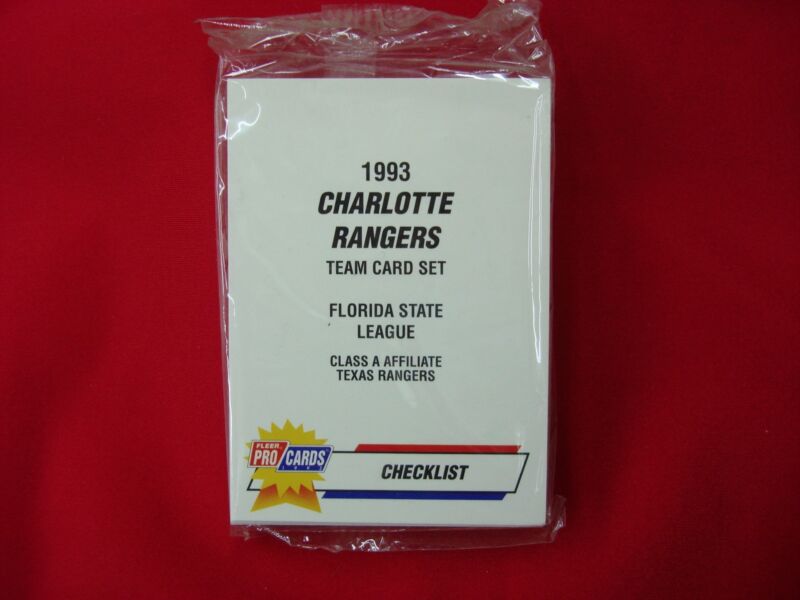 1993
CHARLOTTE
RANGERS
TEAM CARD SET
FLORIDA STATE
LEAGUE
CLASS A AFFILIATE
TEXAS RANGERS
FLEER
PRO CARDS
CHECKLIST